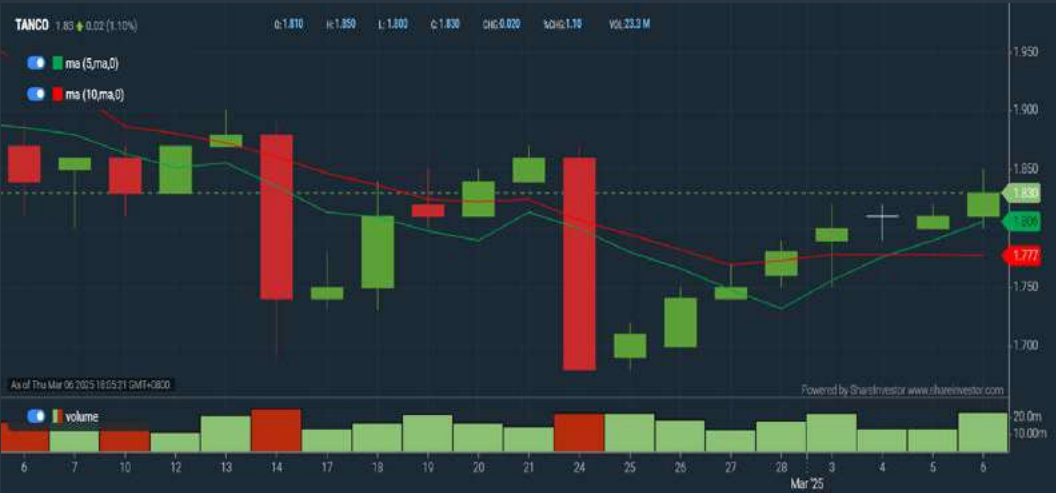 TANCO 1.83 0.02 (1.10%) O: 1.810 H: 1.850 L: 1.800 C: 1.830 CHG:0.020 %CHG:1.10 VOL:23.3 M
ma (5,ma,0)
ma (10,ma,0)
1.950
1.900
1.850
1.830
1.806
1.777
1.750
1.700
As of Thu Mar 06 2025 18:05:21 GMT+0800
Powered by ShareInvestor www.shareinvestor.com
volume
20.0m
10.00m
6 7 10 12 13 14 17 18 19 20 21 24 25 26 27 28 3 4 5 6
Mar '25